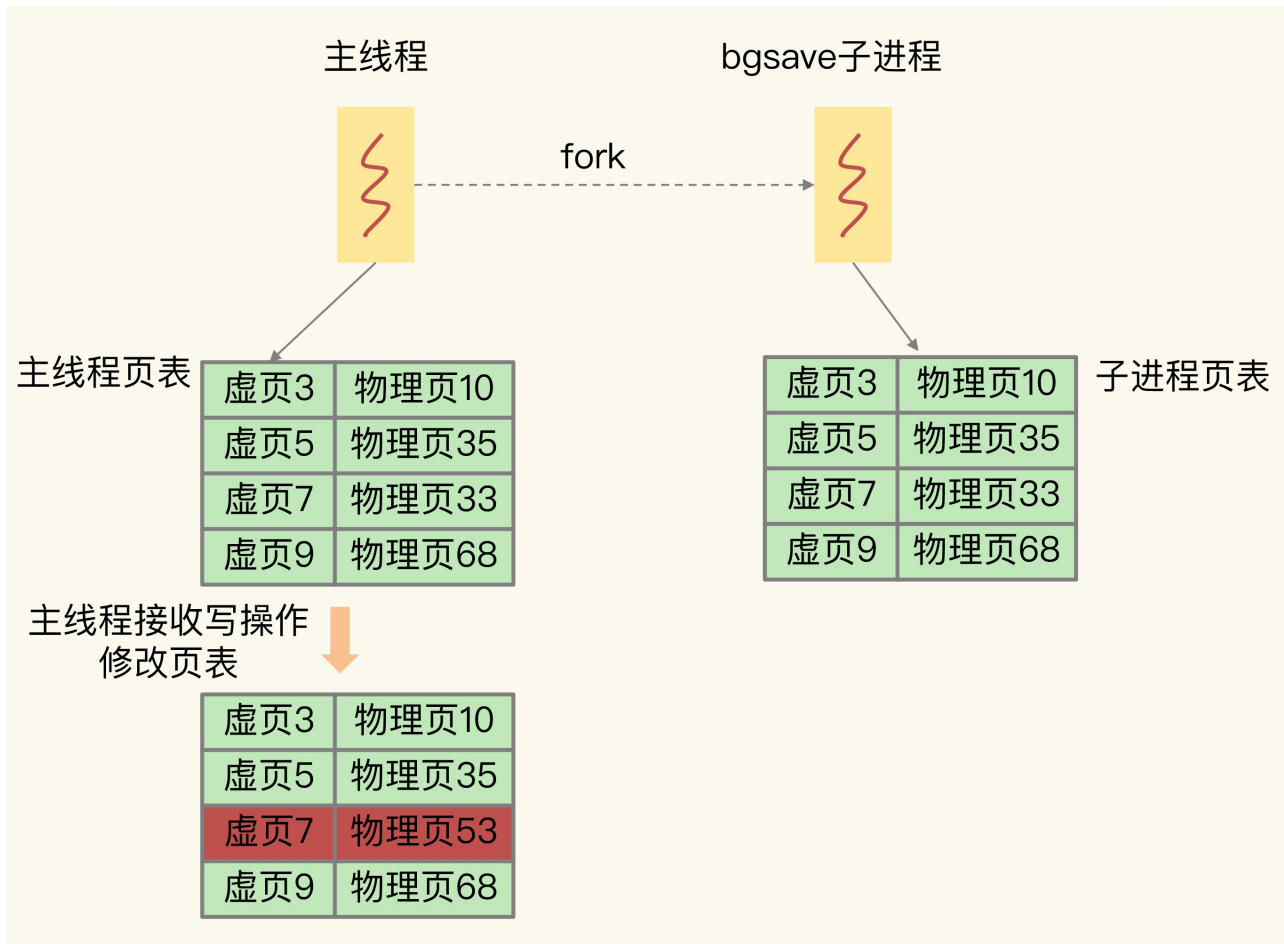 主线程
bgsave子进程
fork
主线程页表
虚页3 物理页10
虚页5 物理页35
虚页7 物理页33
虚页9 物理页68
子进程页表
虚页3 物理页10
虚页5 物理页35
虚页7 物理页33
虚页9 物理页68
主线程接收写操作
修改页表
虚页3 物理页10
虚页5 物理页35
虚页7 物理页53
虚页9 物理页68